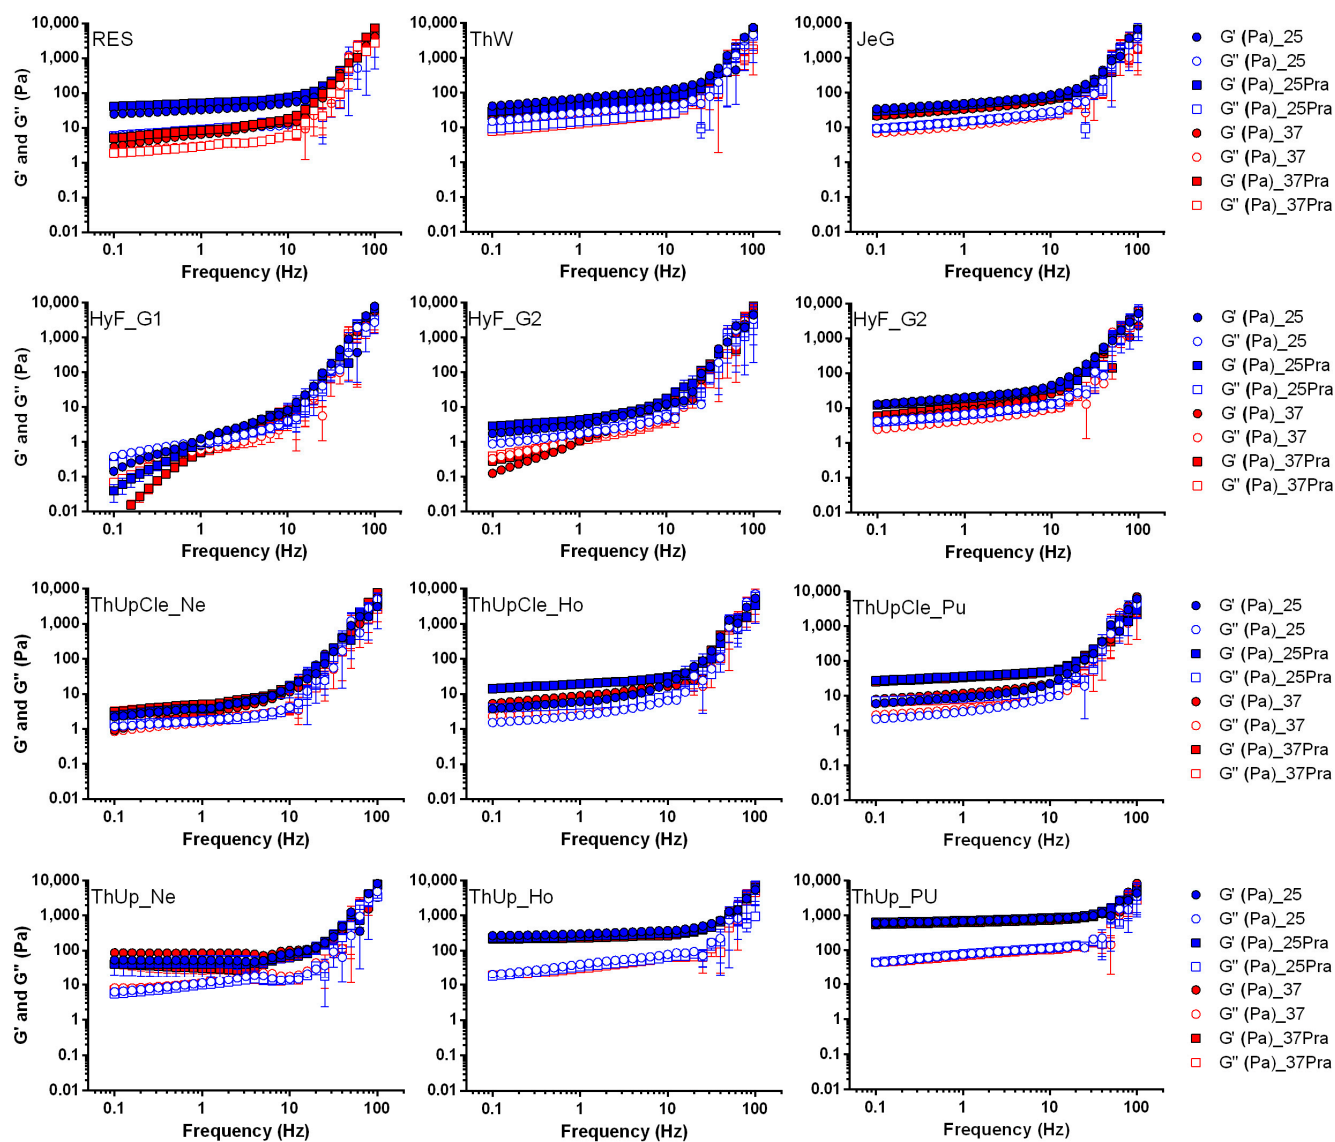 RES
ThW
JeG
G' and G'' (Pa)
10,000
1,000
100
10
1
0.1
0.01
0.1 1 10 100
Frequency (Hz)
10,000
1,000
100
10
1
0.1
0.01
0.1 1 10 100
Frequency (Hz)
10,000
1,000
100
10
1
0.1
0.01
0.1 1 10 100
Frequency (Hz)
G' (Pa)_25
G'' (Pa)_25
G' (Pa)_25Pra
G'' (Pa)_25Pra
G' (Pa)_37
G'' (Pa)_37
G' (Pa)_37Pra
G'' (Pa)_37Pra
HyF_G1
HyF_G2
HyF_G2
G' and G'' (Pa)
10,000
1,000
100
10
1
0.1
0.01
0.1 1 10 100
Frequency (Hz)
10,000
1,000
100
10
1
0.1
0.01
0.1 1 10 100
Frequency (Hz)
10,000
1,000
100
10
1
0.1
0.01
0.1 1 10 100
Frequency (Hz)
G' (Pa)_25
G'' (Pa)_25
G' (Pa)_25Pra
G'' (Pa)_25Pra
G' (Pa)_37
G'' (Pa)_37
G' (Pa)_37Pra
G'' (Pa)_37Pra
ThUpCle_Ne
ThUpCle_Ho
ThUpCle_Pu
G' and G'' (Pa)
10,000
1,000
100
10
1
0.1
0.01
0.1 1 10 100
Frequency (Hz)
10,000
1,000
100
10
1
0.1
0.01
0.1 1 10 100
Frequency (Hz)
10,000
1,000
100
10
1
0.1
0.01
0.1 1 10 100
Frequency (Hz)
G' (Pa)_25
G'' (Pa)_25
G' (Pa)_25Pra
G'' (Pa)_25Pra
G' (Pa)_37
G'' (Pa)_37
G' (Pa)_37Pra
G'' (Pa)_37Pra
ThUp_Ne
ThUp_Ho
ThUp_PU
G' and G'' (Pa)
10,000
1,000
100
10
1
0.1
0.01
0.1 1 10 100
Frequency (Hz)
10,000
1,000
100
10
1
0.1
0.01
0.1 1 10 100
Frequency (Hz)
10,000
1,000
100
10
1
0.1
0.01
0.1 1 10 100
Frequency (Hz)
G' (Pa)_25
G'' (Pa)_25
G' (Pa)_25Pra
G'' (Pa)_25Pra
G' (Pa)_37
G'' (Pa)_37
G' (Pa)_37Pra
G'' (Pa)_37Pra